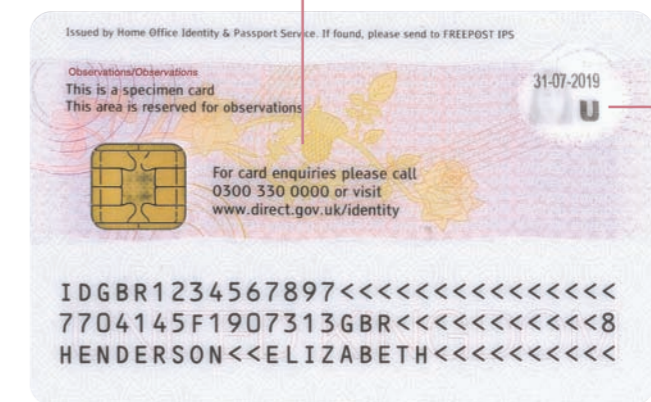 Issued by Home Office Identity & Passport Service. If found, please send to FREEPOST IPS
Observations/Observations
This is a specimen card
This area is reserved for observations
31-07-2019
U
For card enquiries please call
0300 330 0000 or visit
www.direct.gov.uk/identity
IDGBR1234567897<<<<<<<<<<<<<<<
7704145F1907313GBR<<<<<<<<<<<8
HENDERSON<<ELIZABETH<<<<<<<<<<